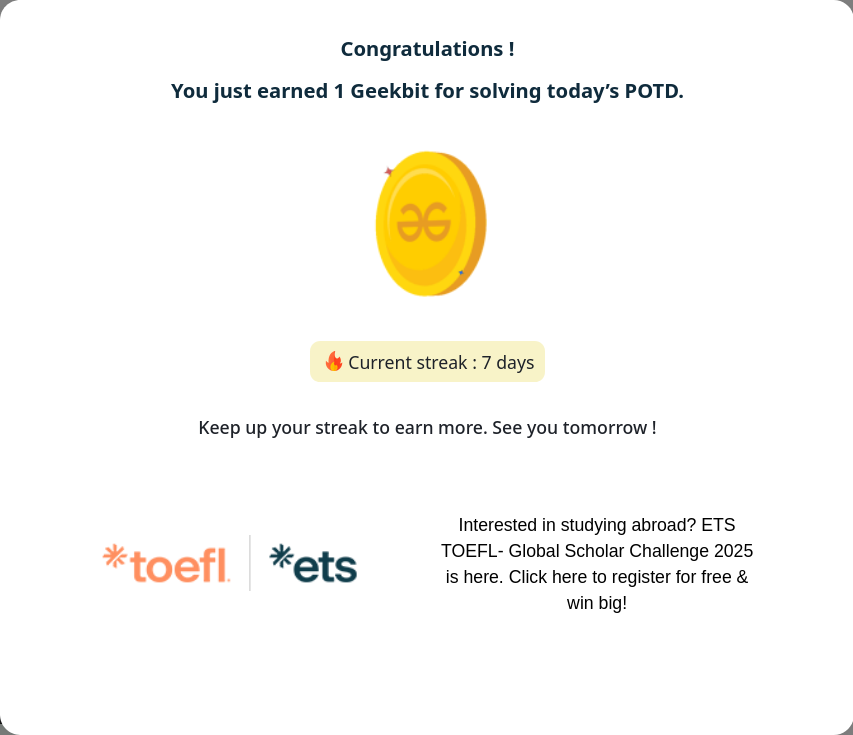 Congratulations !
You just earned 1 Geekbit for solving today’s POTD.
Current streak : 7 days
Keep up your streak to earn more. See you tomorrow !
toefl.
ets
Interested in studying abroad? ETS
TOEFL- Global Scholar Challenge 2025
is here. Click here to register for free &
win big!